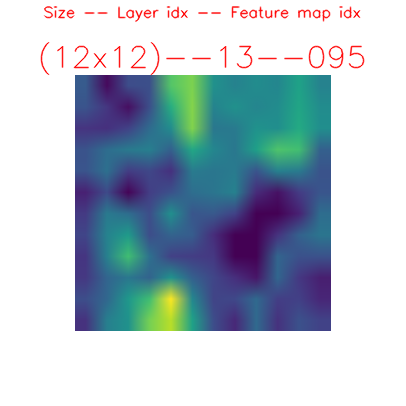 Size -- Layer idx -- Feature map idx
(12x12)--13--095